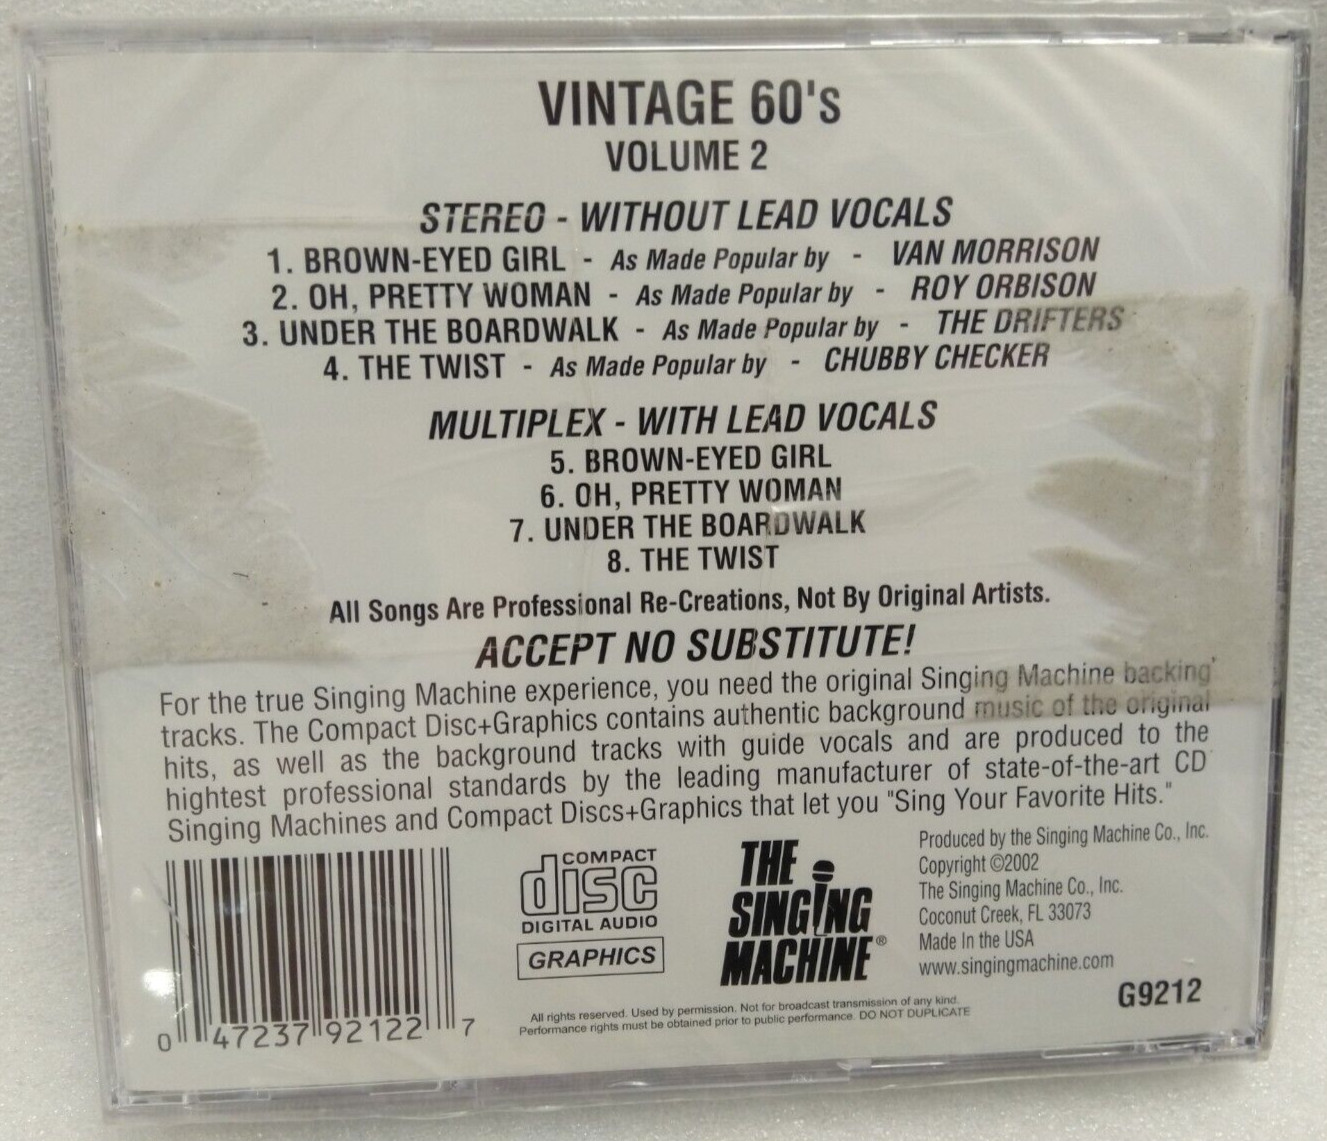 VINTAGE 60's
VOLUME 2
STEREO - WITHOUT LEAD VOCALS
1. BROWN-EYED GIRL - As Made Popular by - VAN MORRISON
2. OH, PRETTY WOMAN - As Made Popular by - ROY ORBISON
3. UNDER THE BOARDWALK - As Made Popular by - THE DRIFTERS
4. THE TWIST - As Made Popular by - CHUBBY CHECKER
MULTIPLEX - WITH LEAD VOCALS
5. BROWN-EYED GIRL
6. OH, PRETTY WOMAN
7. UNDER THE BOARDWALK
8. THE TWIST
All Songs Are Professional Re-Creations, Not By Original Artists.
ACCEPT NO SUBSTITUTE!
For the true Singing Machine experience, you need the original Singing Machine backing
tracks. The Compact Disc+Graphics contains authentic background music of the original
hits, as well as the background tracks with guide vocals and are produced to the
hightest professional standards by the leading manufacturer of state-of-the-art CD
Singing Machines and Compact Discs+Graphics that let you "Sing Your Favorite Hits."
0 47237 92122 7
COMPACT
disc
DIGITAL AUDIO
GRAPHICS
THE
SINGING
MACHINE®
Produced by the Singing Machine Co., Inc.
Copyright ©2002
The Singing Machine Co., Inc.
Coconut Creek, FL 33073
Made In the USA
www.singingmachine.com
G9212
All rights reserved. Used by permission. Not for broadcast transmission of any kind.
Performance rights must be obtained prior to public performance. DO NOT DUPLICATE